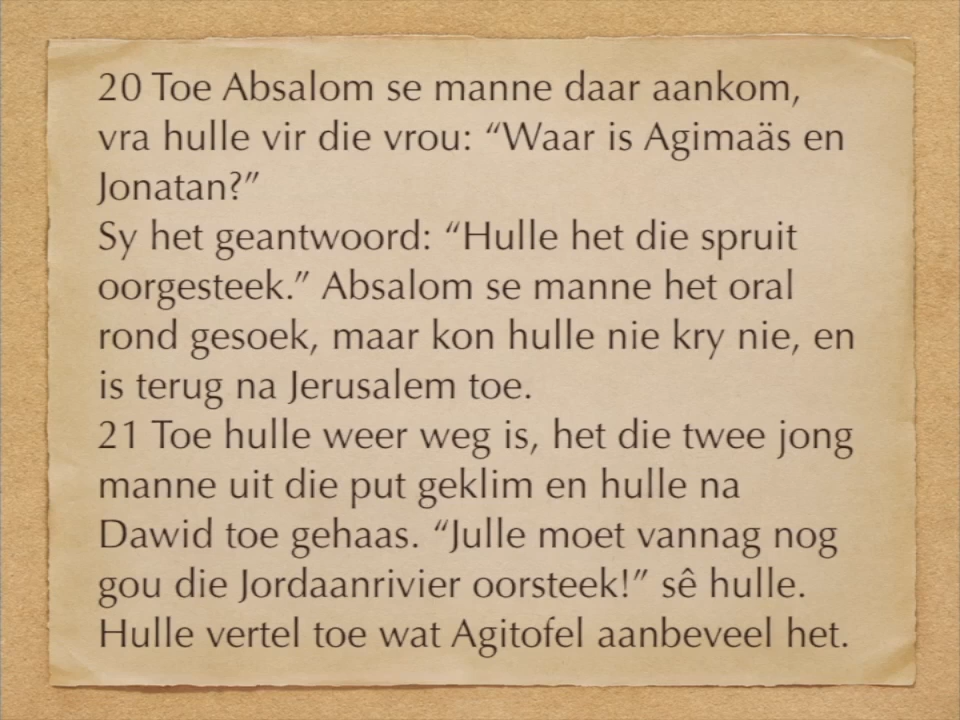 20 Toe Absalom se manne daar aankom,
vra hulle vir die vrou: “Waar is Agimaäs en
Jonatan?”
Sy het geantwoord: “Hulle het die spruit
oorgesteek.” Absalom se manne het oral
rond gesoek, maar kon hulle nie kry nie, en
is terug na Jerusalem toe.
21 Toe hulle weer weg is, het die twee jong
manne uit die put geklim en hulle na
Dawid toe gehaas. “Julle moet vannag nog
gou die Jordaanrivier oorsteek!” sê hulle.
Hulle vertel toe wat Agitofel aanbeveel het.